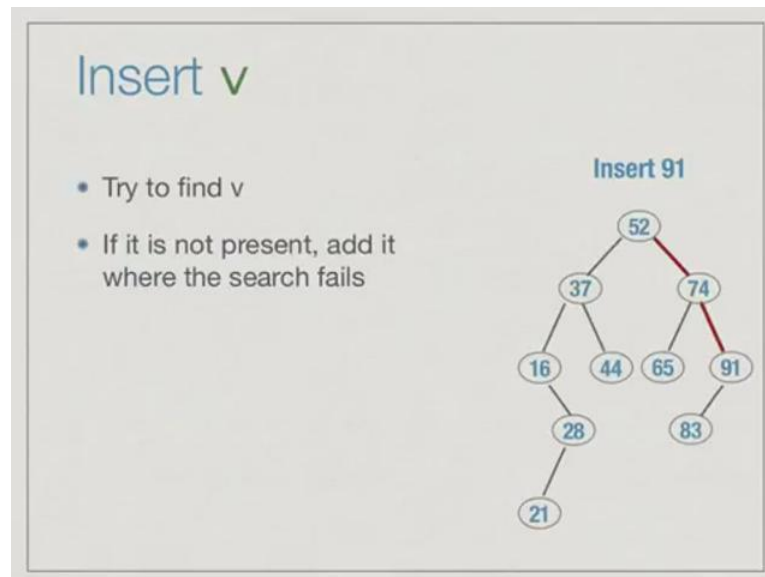 Insert v
• Try to find v
• If it is not present, add it
where the search fails
Insert 91
52
37 74
16 44 65 91
28 83
21